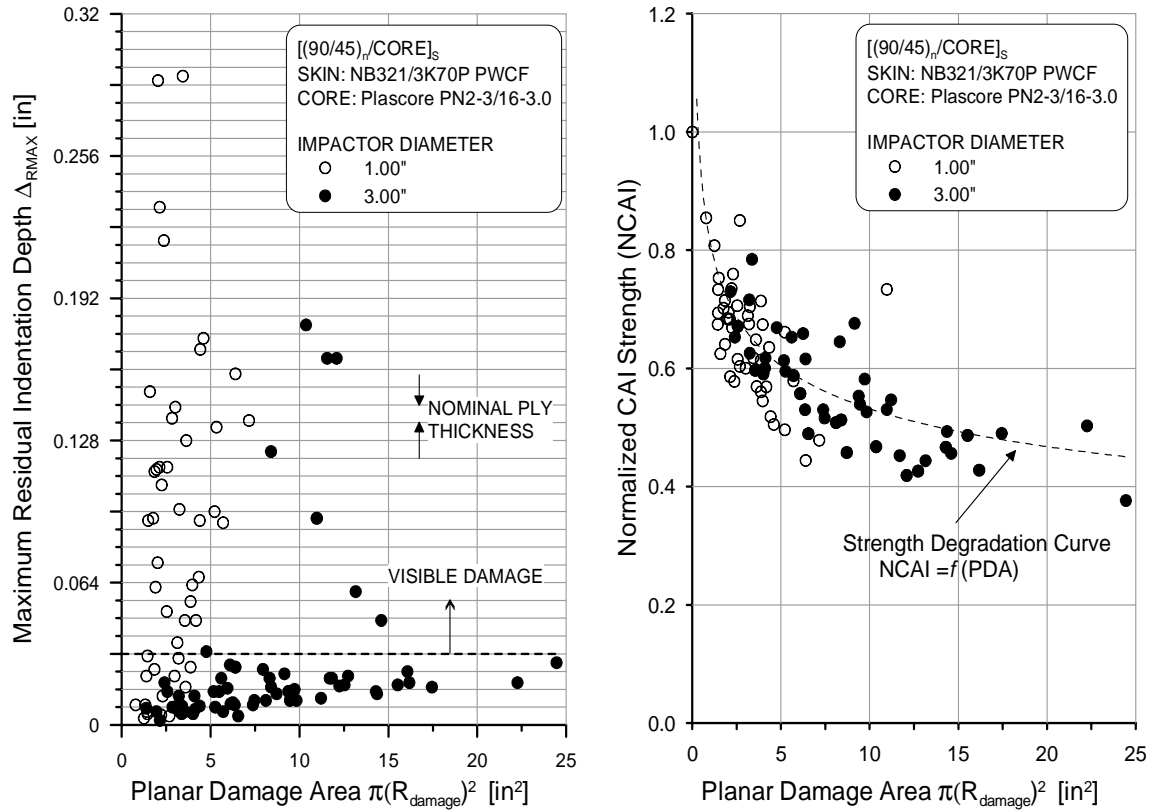 0.32
0.256
0.192
0.128
0.064
0
0
5
10
15
20
25
Maximum Residual Indentation Depth ΔRMAX [in]
Planar Damage Area π(Rdamage)² [in²]
[(90/45)n/CORE]S
SKIN: NB321/3K70P PWCF
CORE: Plascore PN2-3/16-3.0
IMPACTOR DIAMETER
1.00"
3.00"
NOMINAL PLY
THICKNESS
VISIBLE DAMAGE
1.2
1.0
0.8
0.6
0.4
0.2
0.0
0
5
10
15
20
25
Normalized CAI Strength (NCAI)
Planar Damage Area π(Rdamage)² [in²]
[(90/45)n/CORE]S
SKIN: NB321/3K70P PWCF
CORE: Plascore PN2-3/16-3.0
IMPACTOR DIAMETER
1.00"
3.00"
Strength Degradation Curve
NCAI =f (PDA)